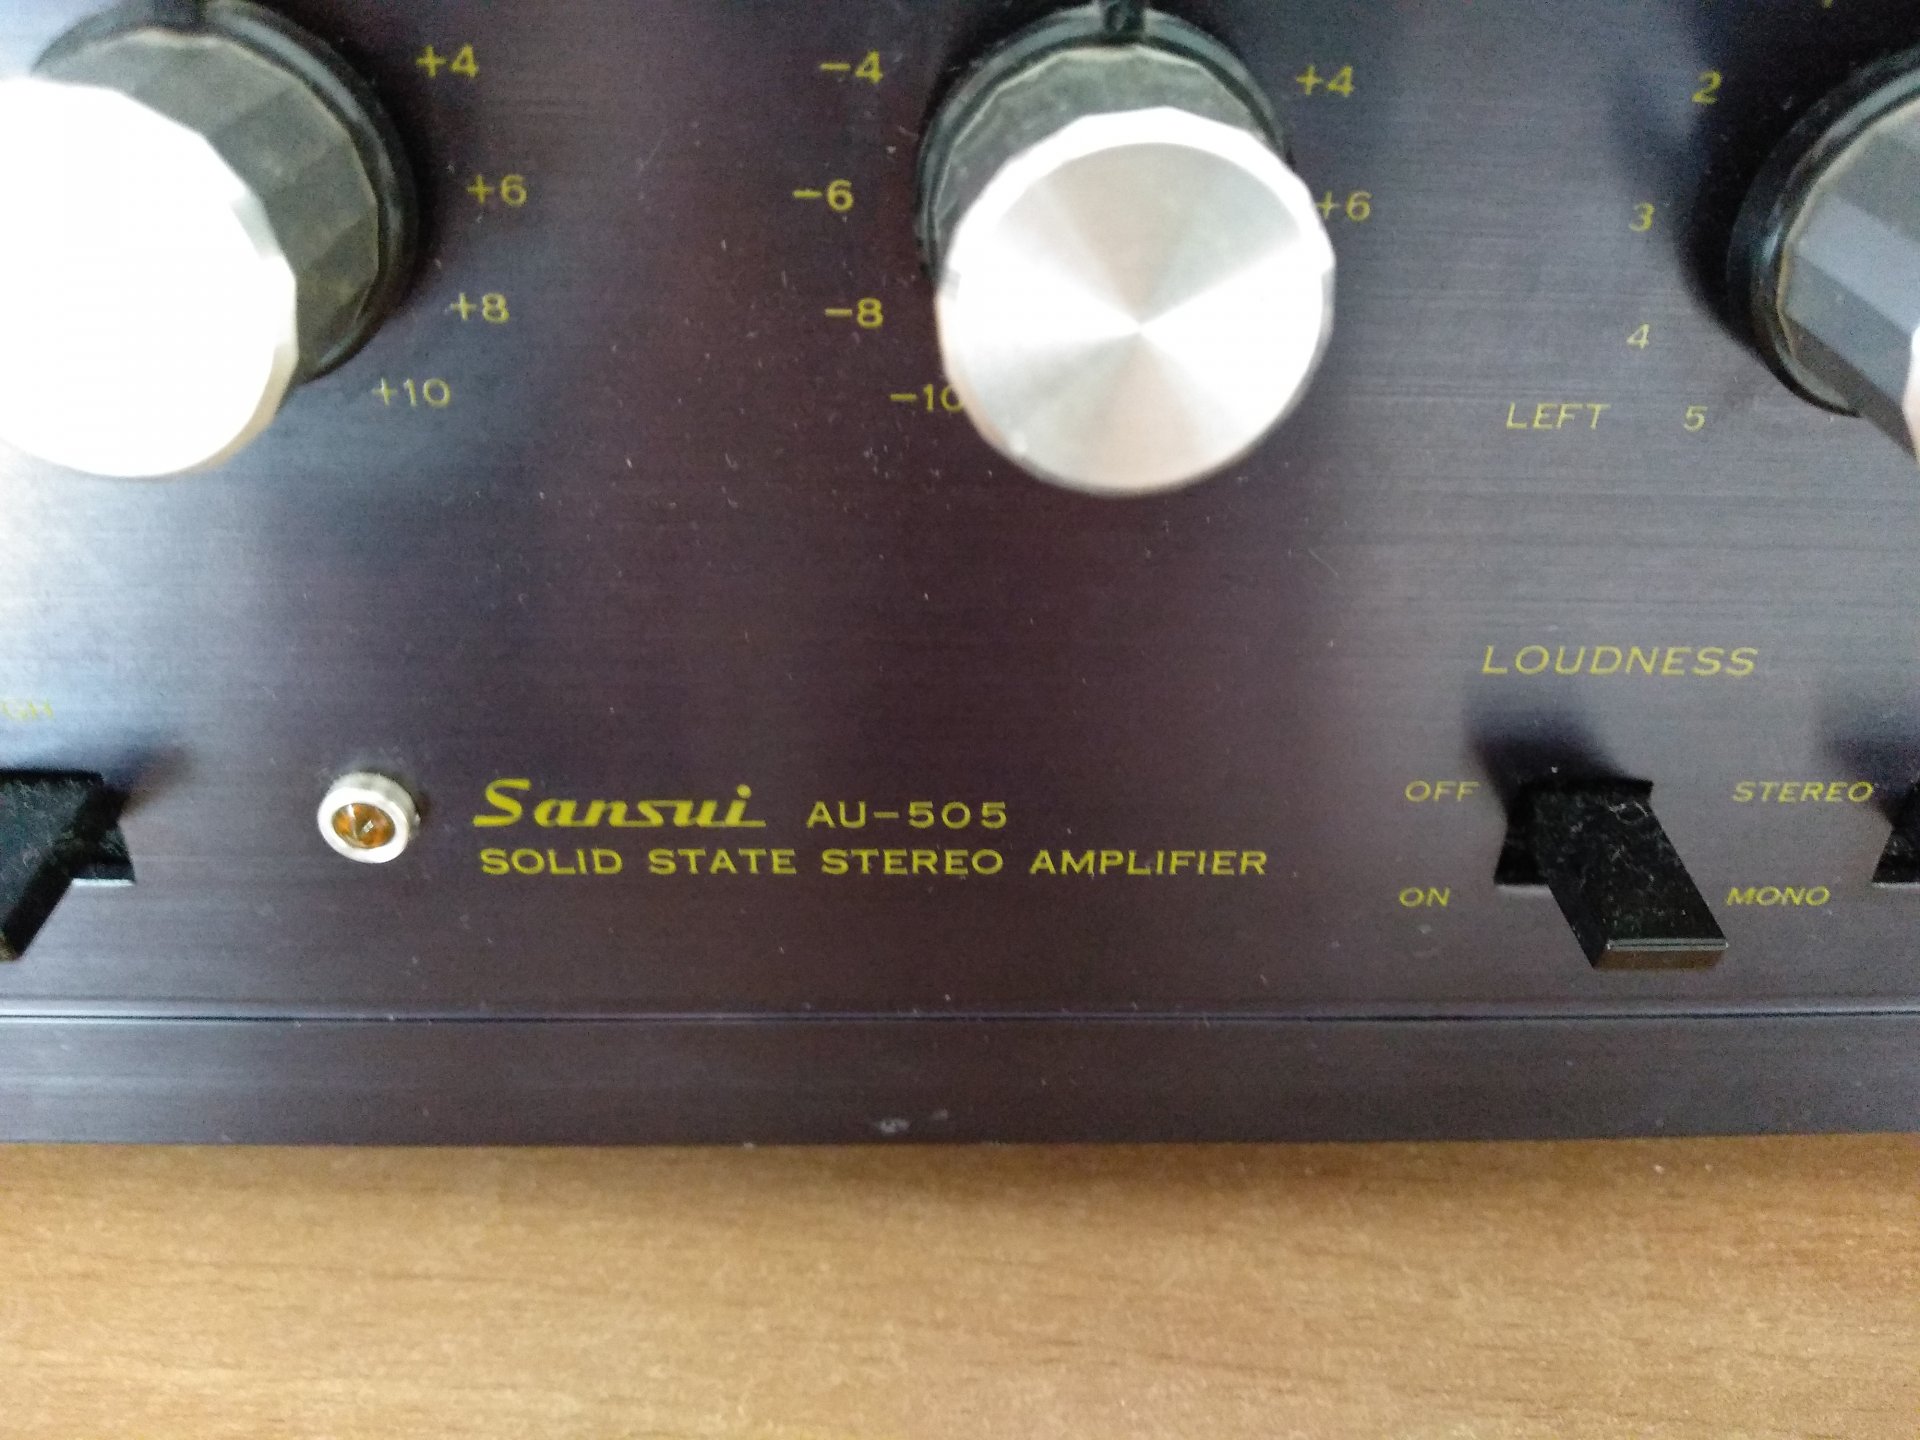 +4
-4
+4
2
+6
-6
+6
3
+8
-8
4
+10
-10
LEFT 5
LOUDNESS
OFF
STEREO
Sansui AU-505
SOLID STATE STEREO AMPLIFIER
ON
MONO